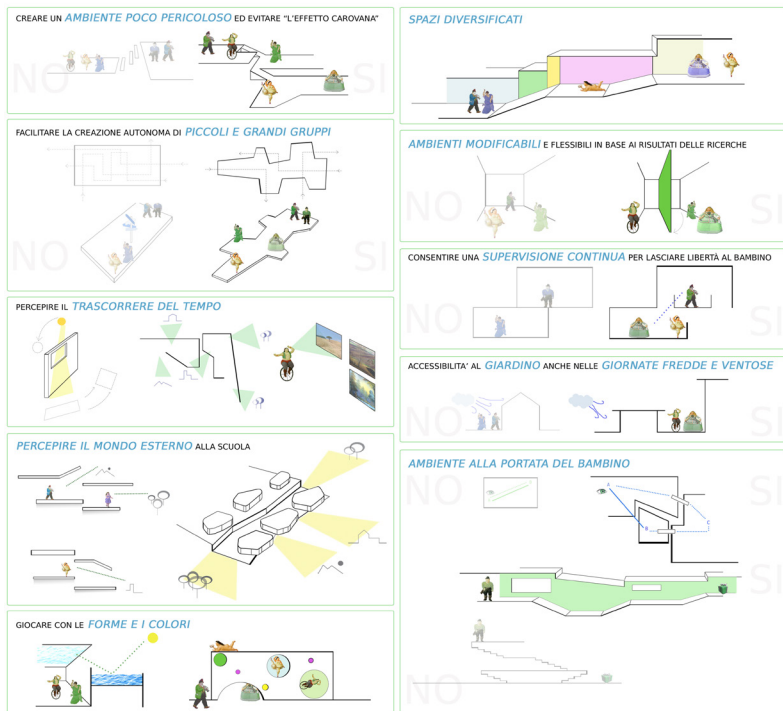 CREARE UN AMBIENTE POCO PERICOLOSO ED EVITARE "L'EFFETTO CAROVANA"
NO
SI
FACILITARE LA CREAZIONE AUTONOMA DI PICCOLI E GRANDI GRUPPI
NO
SI
PERCEPIRE IL TRASCORRERE DEL TEMPO
PERCEPIRE IL MONDO ESTERNO ALLA SCUOLA
GIOCARE CON LE FORME E I COLORI
SPAZI DIVERSIFICATI
AMBIENTI MODIFICABILI E FLESSIBILI IN BASE AI RISULTATI DELLE RICERCHE
NO
SI
CONSENTIRE UNA SUPERVISIONE CONTINUA PER LASCIARE LIBERTÀ AL BAMBINO
NO
SI
ACCESSIBILITA' AL GIARDINO ANCHE NELLE GIORNATE FREDDE E VENTOSE
NO
SI
AMBIENTE ALLA PORTATA DEL BAMBINO
NO
SI
A
B
C
SI
NO